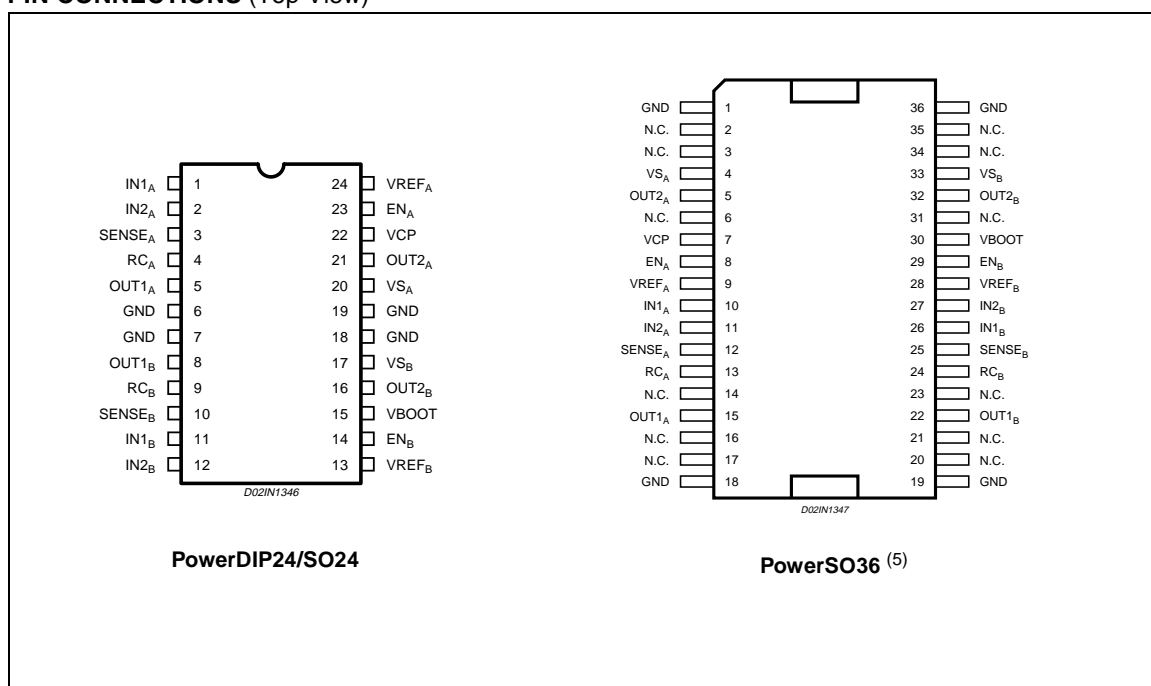 PIN CONNECTIONS (Top View)
IN1A 1 24 VREFA
IN2A 2 23 ENA
SENSEA 3 22 VCP
RCA 4 21 OUT2A
OUT1A 5 20 VSA
GND 6 19 GND
GND 7 18 GND
OUT1B 8 17 VSB
RCB 9 16 OUT2B
SENSEB 10 15 VBOOT
IN1B 11 14 ENB
IN2B 12 13 VREFB
D02IN1346
PowerDIP24/SO24
GND 1 36 GND
N.C. 2 35 N.C.
N.C. 3 34 N.C.
VSA 4 33 VSB
OUT2A 5 32 OUT2B
N.C. 6 31 N.C.
VCP 7 30 VBOOT
ENA 8 29 ENB
VREFA 9 28 VREFB
IN1A 10 27 IN2B
IN2A 11 26 IN1B
SENSEA 12 25 SENSEB
RCA 13 24 RCB
N.C. 14 23 N.C.
OUT1A 15 22 OUT1B
N.C. 16 21 N.C.
N.C. 17 20 N.C.
GND 18 19 GND
D02IN1347
PowerSO36 (5)